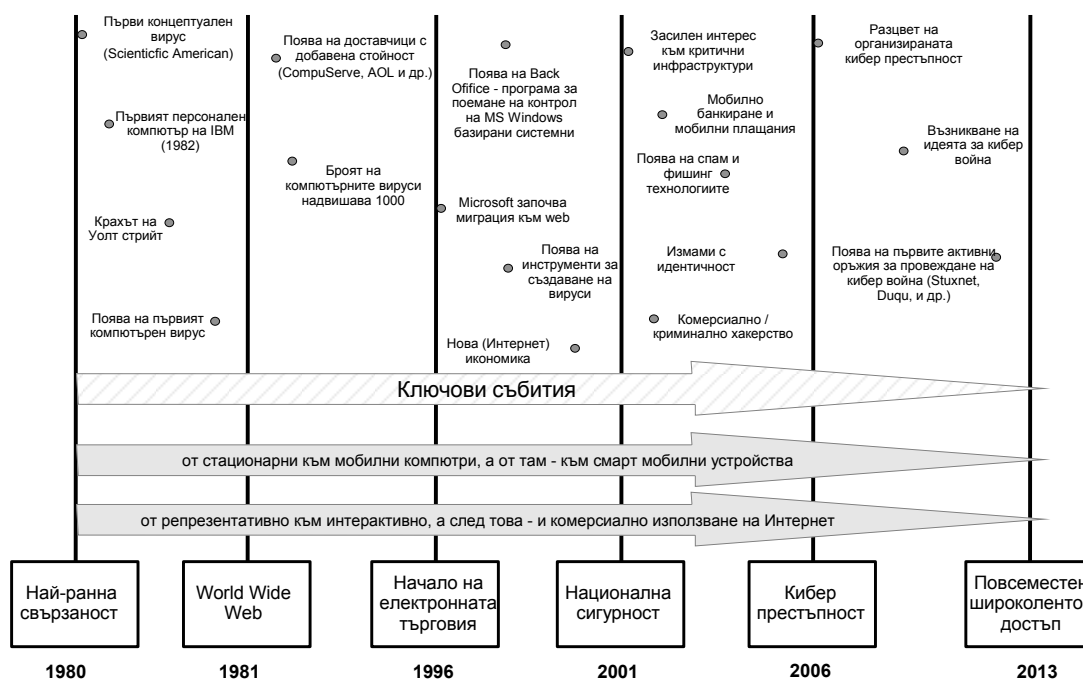 Първи концептуален
вирус
(Scienticfic American)
Първият персонален
компютър на IBM
(1982)
Крахът на
Уолт стрийт
Поява на първият
компютърен вирус
Поява на доставчици с
добавена стойност
(CompuServe, AOL и др.)
Броят на
компютърните вируси
надвишава 1000
Поява на Back
Office - програма за
поемане на контрол
на MS Windows
базирани системни
Microsoft започва
миграция към web
Поява на
инструменти за
създаване на
вируси
Нова (Интернет)
икономика
Засилен интерес
към критични
инфраструктури
Мобилно
банкиране и
мобилни плащания
Поява на спам и
фишинг
технологиите
Измами с
идентичност
Комерсиално /
криминално хакерство
Разцвет на
организираната
кибер престъпност
Възникване на
идеята за кибер
война
Поява на първите активни
оръжия за провеждане на
кибер война (Stuxnet,
Duqu, и др.)
Ключови събития
от стационарни към мобилни компютри, а от там - към смарт мобилни устройства
от репрезентативно към интерактивно, а след това - и комерсиално използване на Интернет
Най-ранна
свързаност
World Wide
Web
Начало на
електронната
търговия
Национална
сигурност
Кибер
престъпност
Повсеместен
широколентов
достъп
1980
1981
1996
2001
2006
2013